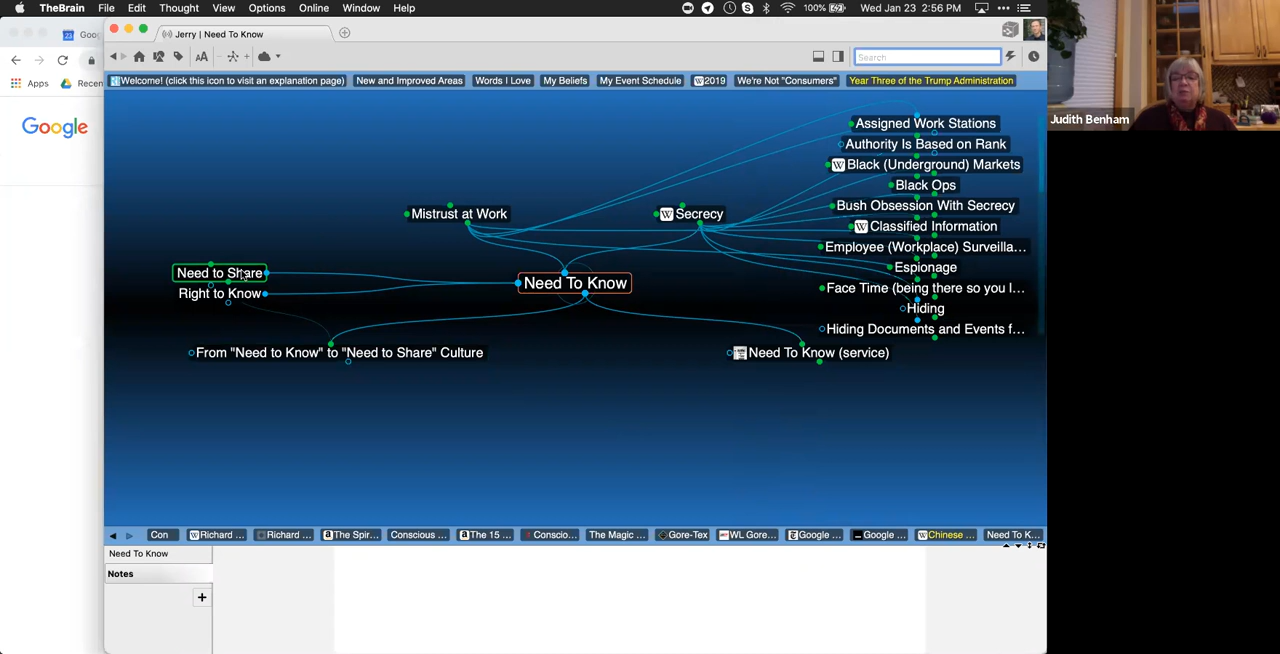 TheBrain File Edit Thought View Options Online Window Help 100% Wed Jan 23 2:56 PM
Goo
Jerry | Need To Know
Search
Apps Recen
Welcome! (click this icon to visit an explanation page) New and Improved Areas Words I Love My Beliefs My Event Schedule W 2019 We're Not "Consumers" Year Three of the Trump Administration
Google
Judith Benham
Assigned Work Stations
Authority Is Based on Rank
W Black (Underground) Markets
Black Ops
Bush Obsession With Secrecy
Mistrust at Work
W Secrecy
W Classified Information
Employee (Workplace) Surveilla...
Espionage
Need to Share
Need To Know
Face Time (being there so you l...
Right to Know
Hiding
Hiding Documents and Events f...
From "Need to Know" to "Need to Share" Culture
Need To Know (service)
Con W Richard ... Richard ... a The Spir... Conscious ... a The 15 ... Conscio... The Magic ... Gore-Tex WL Gore... Google ... Google ... W Chinese ... Need To K...
Need To Know
Notes
+